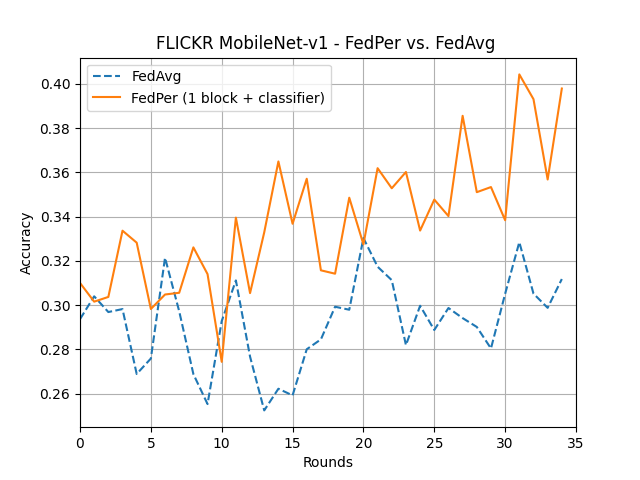 FLICKR MobileNet-v1 - FedPer vs. FedAvg
FedAvg
FedPer (1 block + classifier)
0.40
0.38
0.36
0.34
0.32
0.30
0.28
0.26
Accuracy
0 5 10 15 20 25 30 35
Rounds